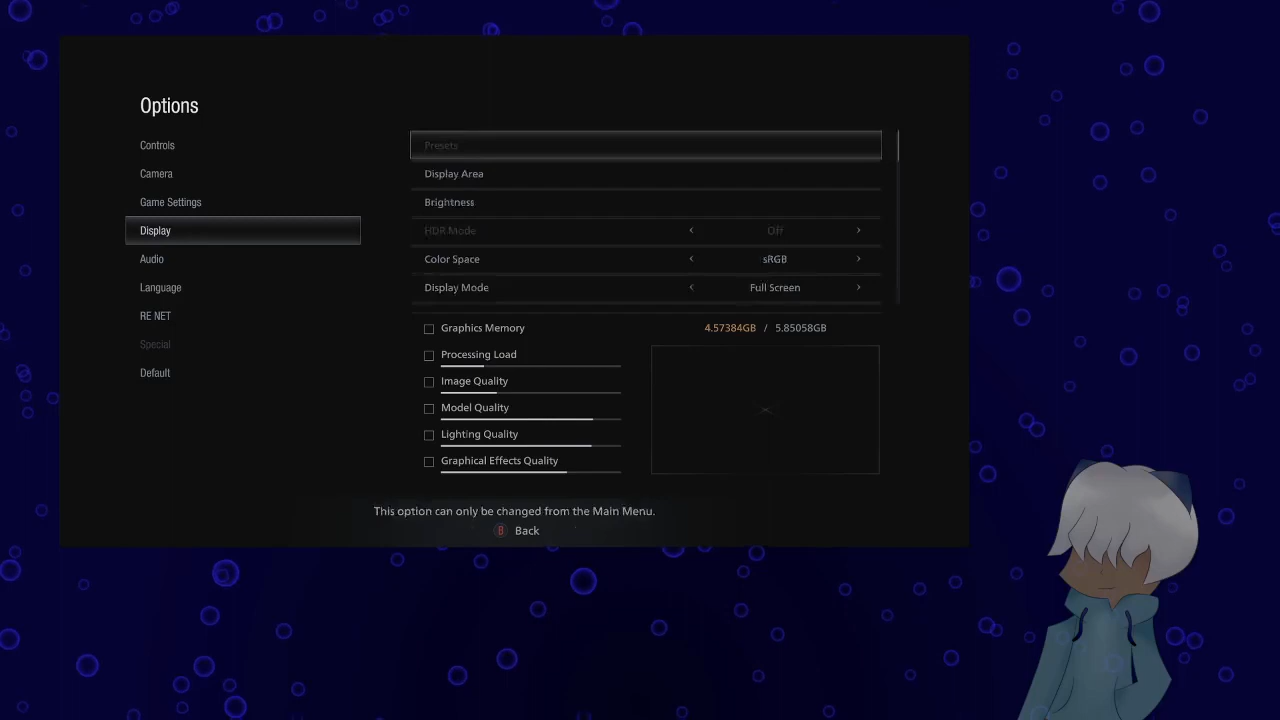 Options
Controls
Camera
Game Settings
Display
Audio
Language
RE NET
Special
Default
Presets
Display Area
Brightness
HDR Mode < Off >
Color Space < sRGB >
Display Mode < Full Screen >
Graphics Memory 4.57384GB / 5.85058GB
Processing Load
Image Quality
Model Quality
Lighting Quality
Graphical Effects Quality
This option can only be changed from the Main Menu.
B Back